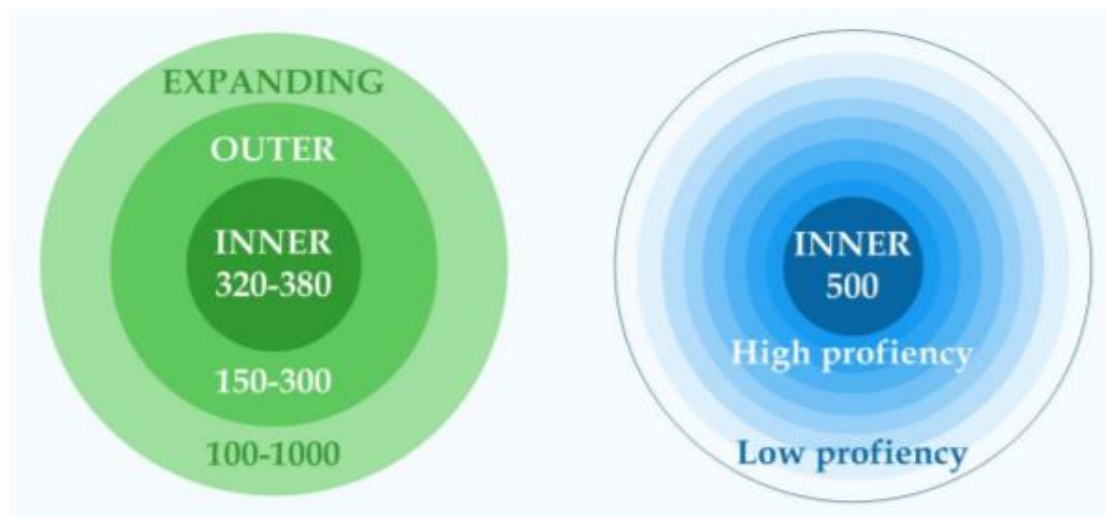 EXPANDING
OUTER
INNER
320-380
150-300
100-1000
INNER
500
High profiency
Low profiency